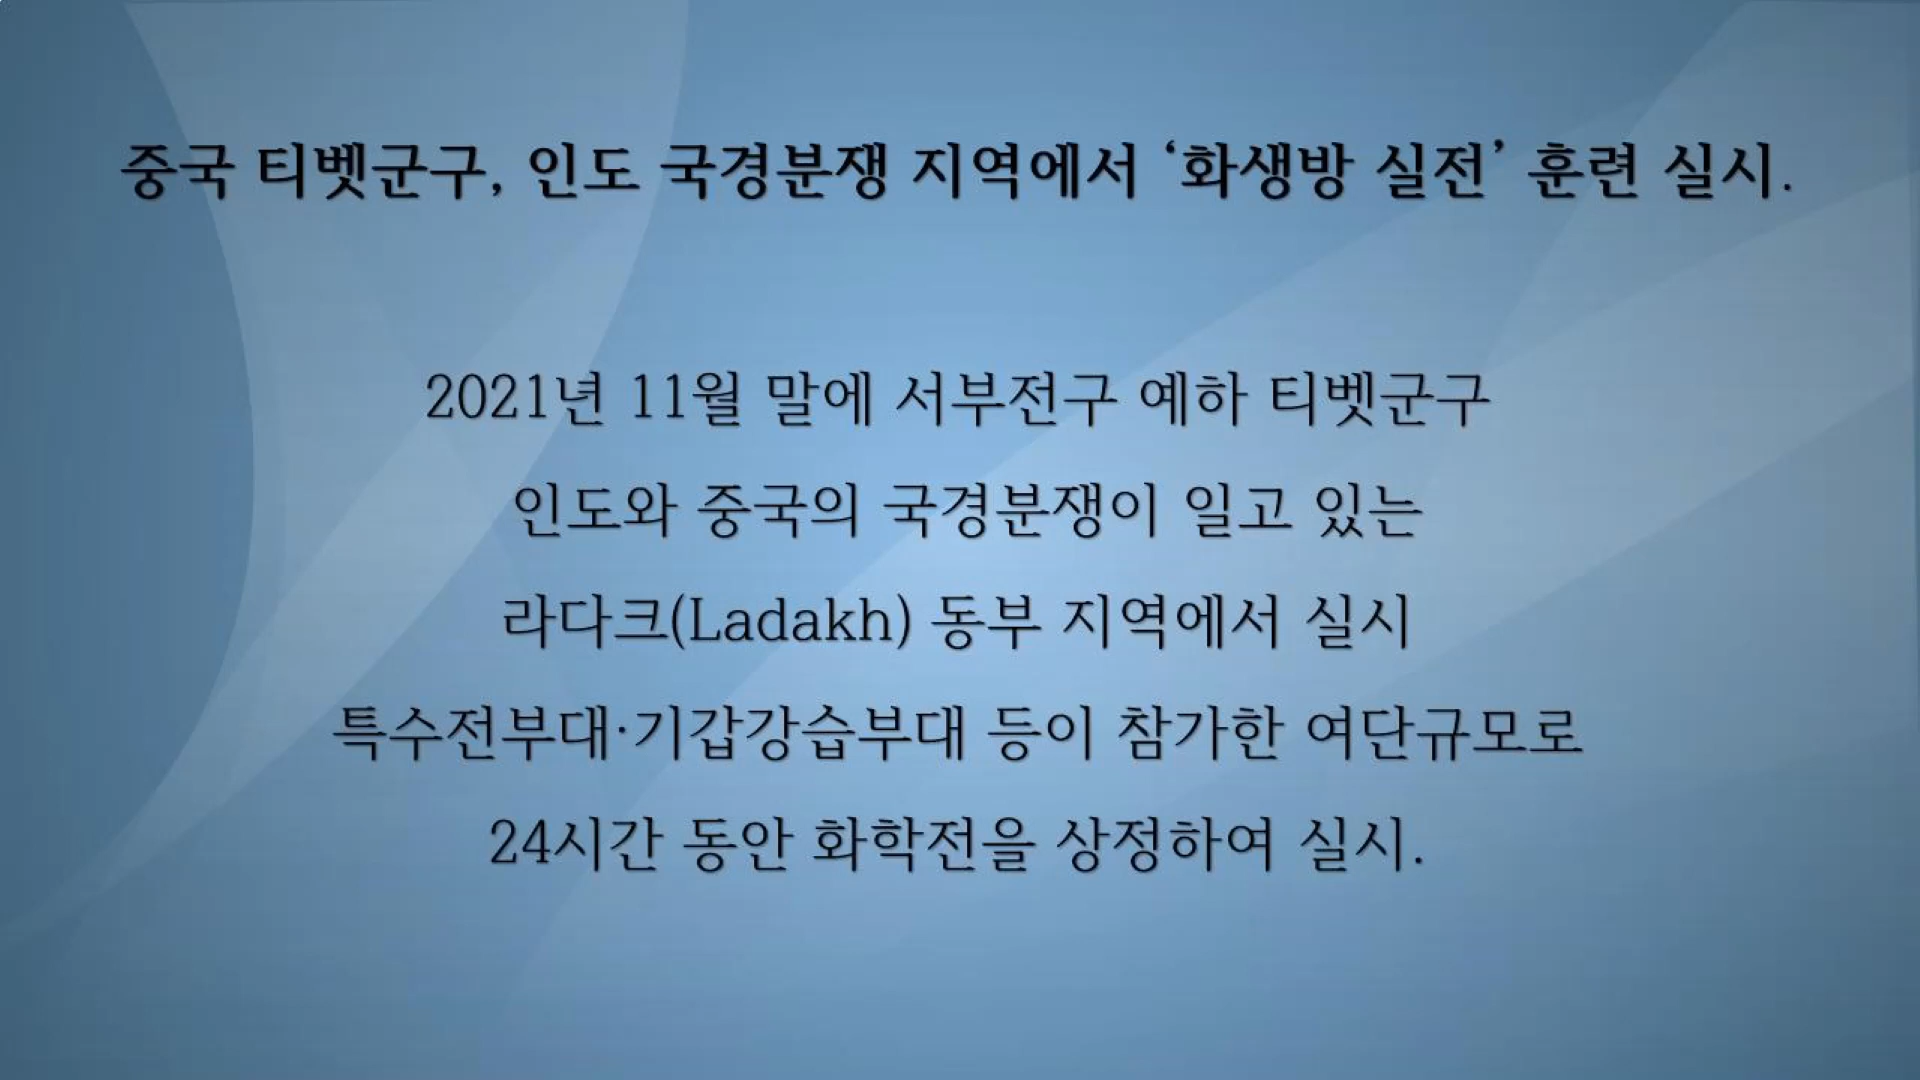 중국 티벳군구, 인도 국경분쟁 지역에서 ‘화생방 실전’ 훈련 실시.
2021년 11월 말에 서부전구 예하 티벳군구
인도와 중국의 국경분쟁이 일고 있는
라다크(Ladakh) 동부 지역에서 실시
특수전부대·기갑강습부대 등이 참가한 여단규모로
24시간 동안 화학전을 상정하여 실시.